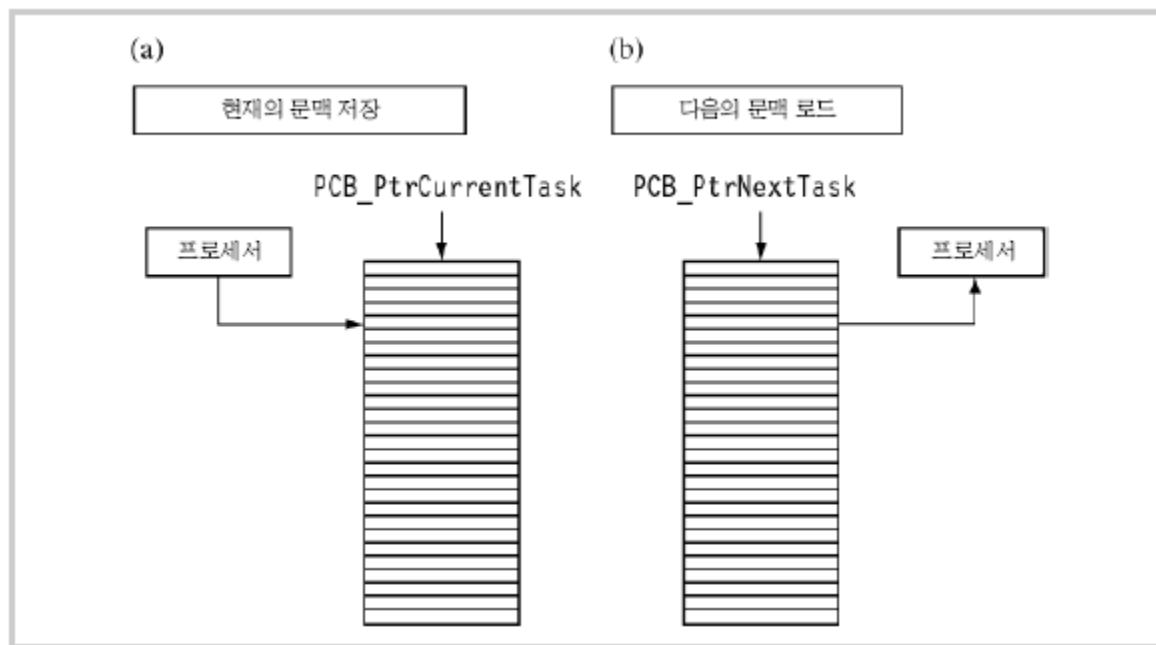 (a)
(b)
현재의 문맥 저장
다음의 문맥 로드
PCB_PtrCurrentTask
PCB_PtrNextTask
프로세서
프로세서